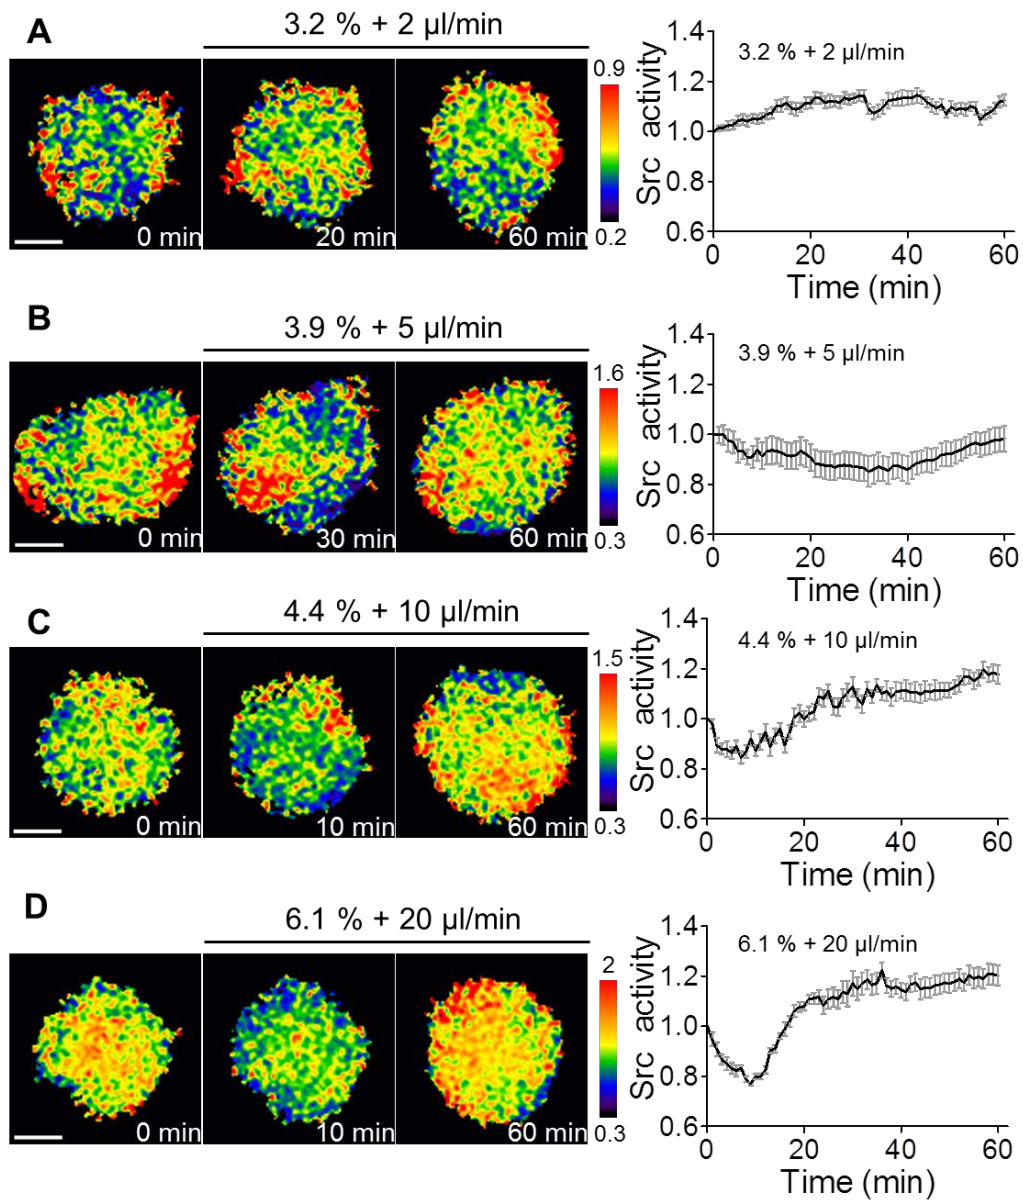 A
3.2 % + 2 µl/min
0 min
20 min
60 min
0.9
0.2
Src activity
1.4
1.2
1.0
0.8
0.6
3.2 % + 2 µl/min
0 20 40 60
Time (min)
B
3.9 % + 5 µl/min
0 min
30 min
60 min
1.6
0.3
Src activity
1.4
1.2
1.0
0.8
0.6
3.9 % + 5 µl/min
0 20 40 60
Time (min)
C
4.4 % + 10 µl/min
0 min
10 min
60 min
1.5
0.3
Src activity
1.4
1.2
1.0
0.8
0.6
4.4 % + 10 µl/min
0 20 40 60
Time (min)
D
6.1 % + 20 µl/min
0 min
10 min
60 min
2
0.3
Src activity
1.4
1.2
1.0
0.8
0.6
6.1 % + 20 µl/min
0 20 40 60
Time (min)